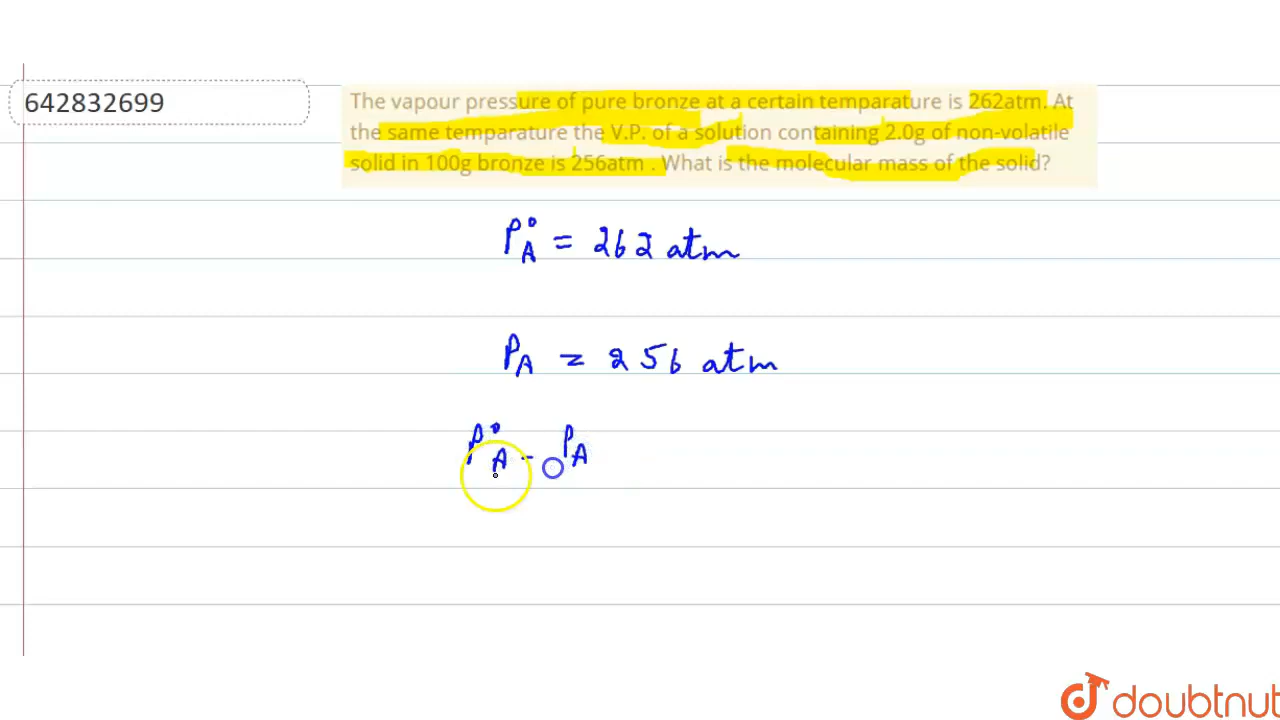 642832699
The vapour pressure of pure bronze at a certain temparature is 262atm. At
the same temparature the V.P. of a solution containing 2.0g of non-volatile
solid in 100g bronze is 256atm . What is the molecular mass of the solid?
P°A = 262 atm
PA = 256 atm
P°A - PA
doubtnut